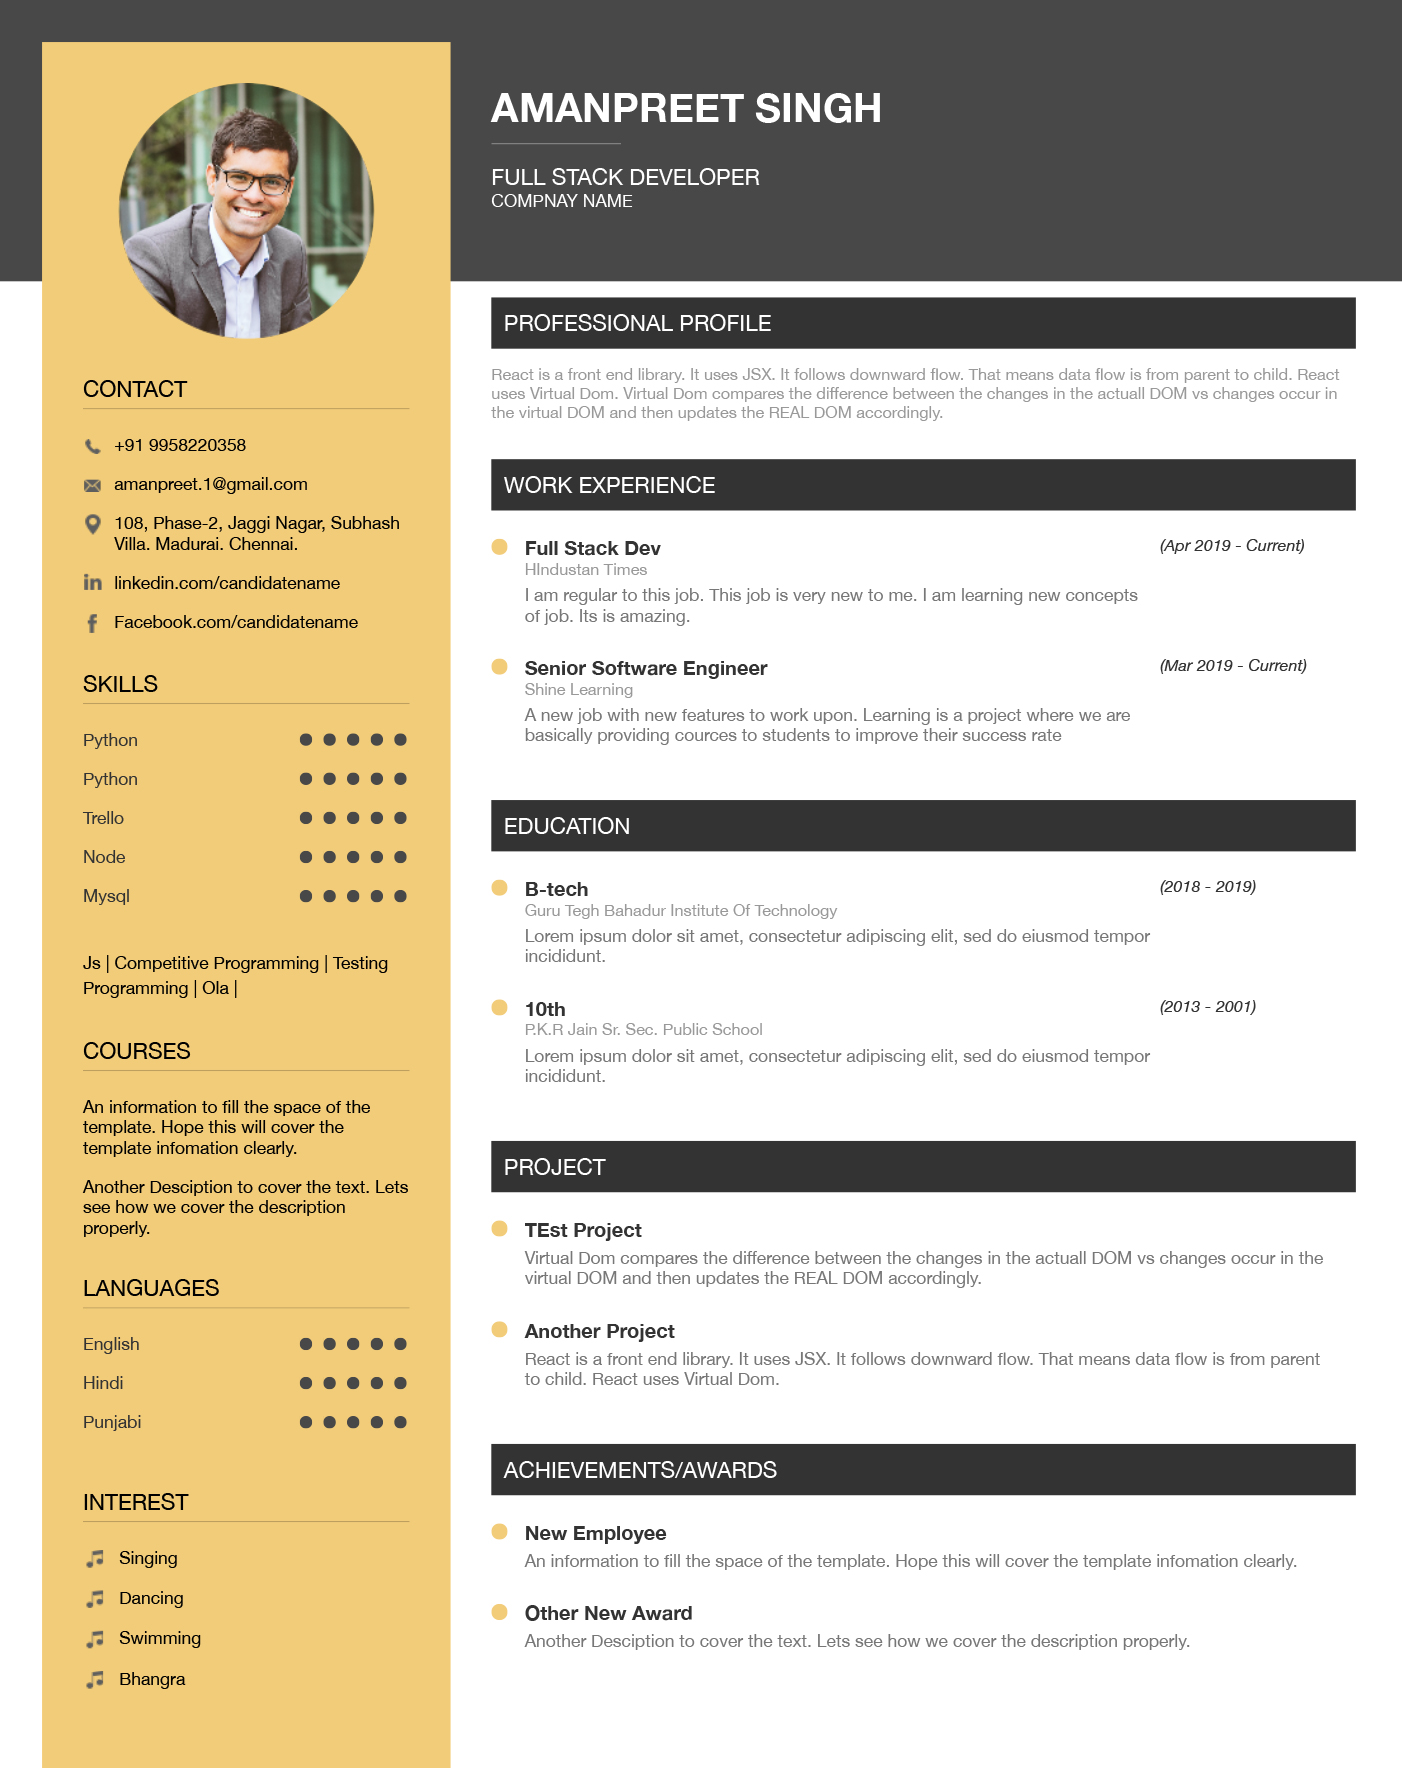 AMANPREET SINGH
FULL STACK DEVELOPER
COMPNAY NAME
CONTACT
+91 9958220358
amanpreet.1@gmail.com
108, Phase-2, Jaggi Nagar, Subhash
Villa. Madurai. Chennai.
linkedin.com/candidatename
Facebook.com/candidatename
SKILLS
Python
Python
Trello
Node
Mysql
Js | Competitive Programming | Testing
Programming | Ola |
COURSES
An information to fill the space of the
template. Hope this will cover the
template infomation clearly.
Another Desciption to cover the text. Lets
see how we cover the description
properly.
LANGUAGES
English
Hindi
Punjabi
INTEREST
Singing
Dancing
Swimming
Bhangra
PROFESSIONAL PROFILE
React is a front end library. It uses JSX. It follows downward flow. That means data flow is from parent to child. React
uses Virtual Dom. Virtual Dom compares the difference between the changes in the actuall DOM vs changes occur in
the virtual DOM and then updates the REAL DOM accordingly.
WORK EXPERIENCE
Full Stack Dev (Apr 2019 - Current)
HIndustan Times
I am regular to this job. This job is very new to me. I am learning new concepts
of job. Its is amazing.
Senior Software Engineer (Mar 2019 - Current)
Shine Learning
A new job with new features to work upon. Learning is a project where we are
basically providing cources to students to improve their success rate
EDUCATION
B-tech (2018 - 2019)
Guru Tegh Bahadur Institute Of Technology
Lorem ipsum dolor sit amet, consectetur adipiscing elit, sed do eiusmod tempor
incididunt.
10th (2013 - 2001)
P.K.R Jain Sr. Sec. Public School
Lorem ipsum dolor sit amet, consectetur adipiscing elit, sed do eiusmod tempor
incididunt.
PROJECT
TEst Project
Virtual Dom compares the difference between the changes in the actuall DOM vs changes occur in the
virtual DOM and then updates the REAL DOM accordingly.
Another Project
React is a front end library. It uses JSX. It follows downward flow. That means data flow is from parent
to child. React uses Virtual Dom.
ACHIEVEMENTS/AWARDS
New Employee
An information to fill the space of the template. Hope this will cover the template infomation clearly.
Other New Award
Another Desciption to cover the text. Lets see how we cover the description properly.